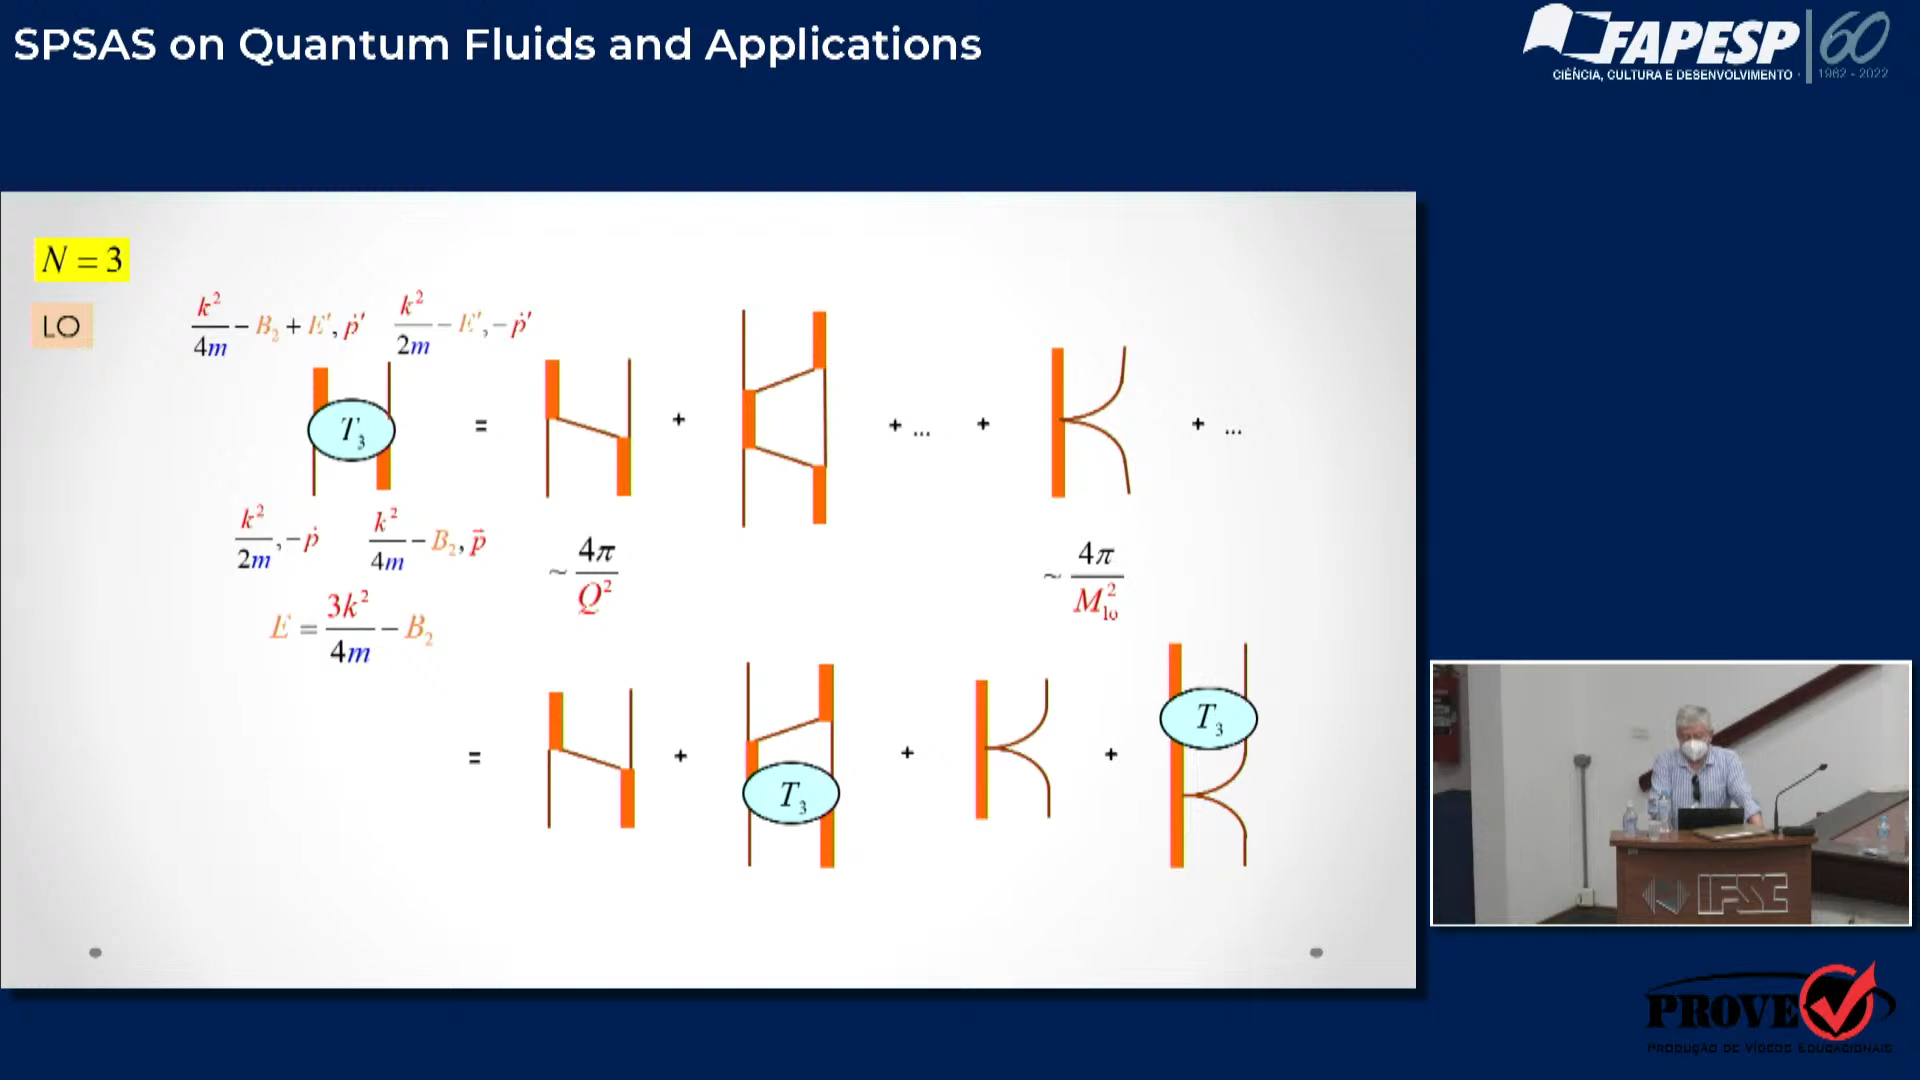 SPSAS on Quantum Fluids and Applications
FAPESP 60
CIÊNCIA, CULTURA E DESENVOLVIMENTO
1962 - 2022
N = 3
LO
k²/4m − B₂ + E′, p⃗′
k²/2m − E′, −p⃗′
T₃
=
+
+ ...
+
+ ...
k²/2m, −p⃗
k²/4m − B₂, p⃗
~ 4π/Q²
~ 4π/M²lo
E = 3k²/4m − B₂
=
+
T₃
+
+
T₃
IFSC
PROVE
PRODUÇÃO DE VÍDEOS EDUCACIONAIS